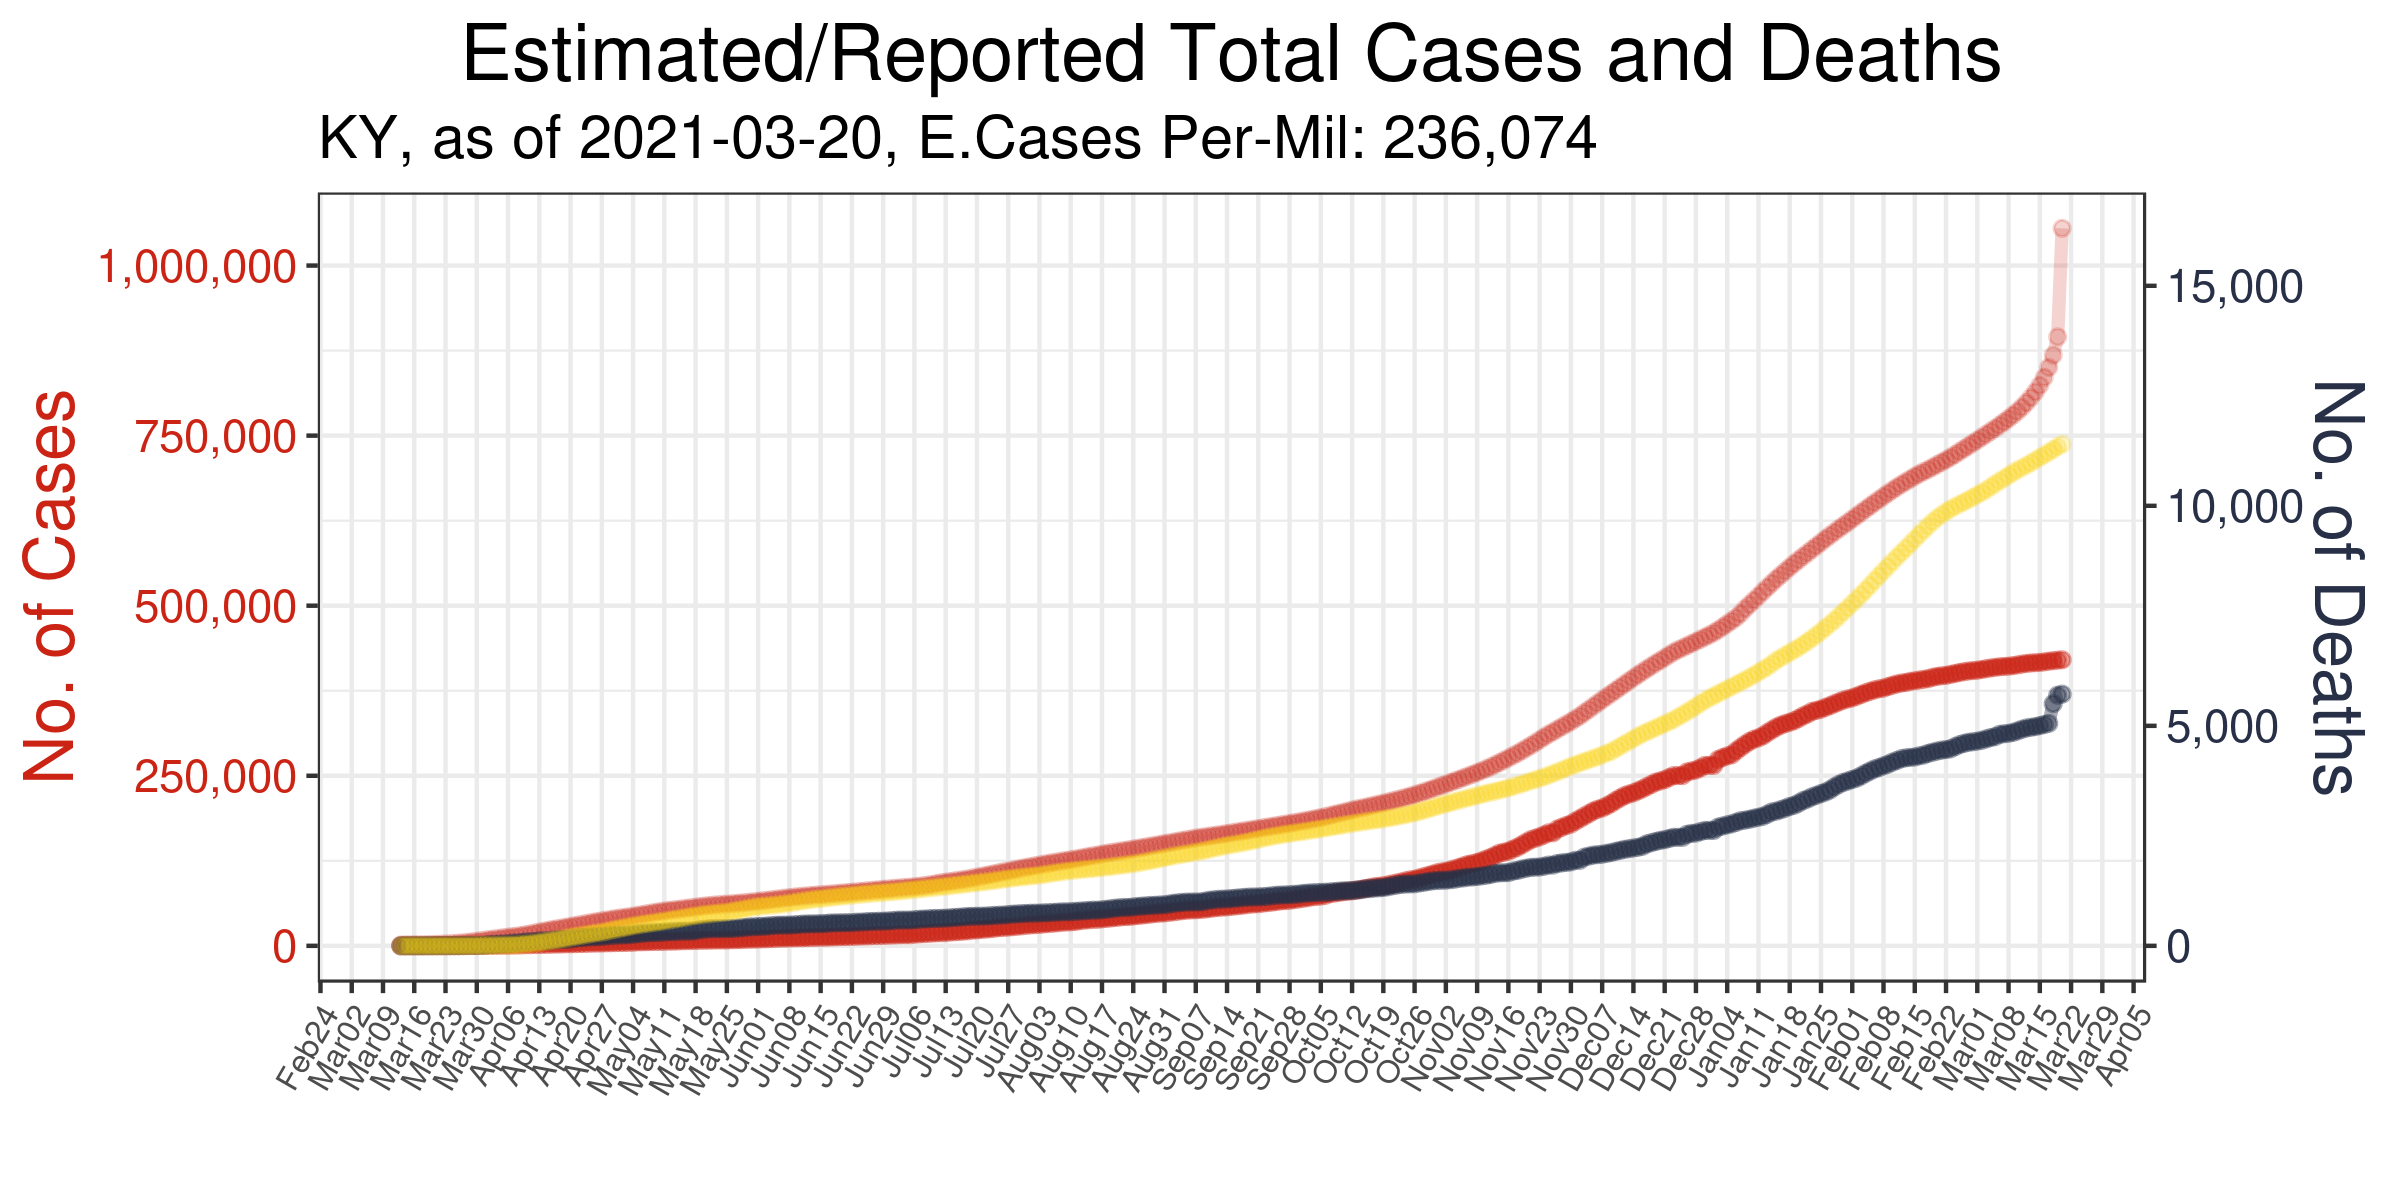 Estimated/Reported Total Cases and Deaths
KY, as of 2021-03-20, E.Cases Per-Mil: 236,074
No. of Cases
1,000,000
750,000
500,000
250,000
0
15,000
10,000
5,000
0
No. of Deaths
Feb24
Mar02
Mar09
Mar16
Mar23
Mar30
Apr06
Apr13
Apr20
Apr27
May04
May11
May18
May25
Jun01
Jun08
Jun15
Jun22
Jun29
Jul06
Jul13
Jul20
Jul27
Aug03
Aug10
Aug17
Aug24
Aug31
Sep07
Sep14
Sep21
Sep28
Oct05
Oct12
Oct19
Oct26
Nov02
Nov09
Nov16
Nov23
Nov30
Dec07
Dec14
Dec21
Dec28
Jan04
Jan11
Jan18
Jan25
Feb01
Feb08
Feb15
Feb22
Mar01
Mar08
Mar15
Mar22
Mar29
Apr05